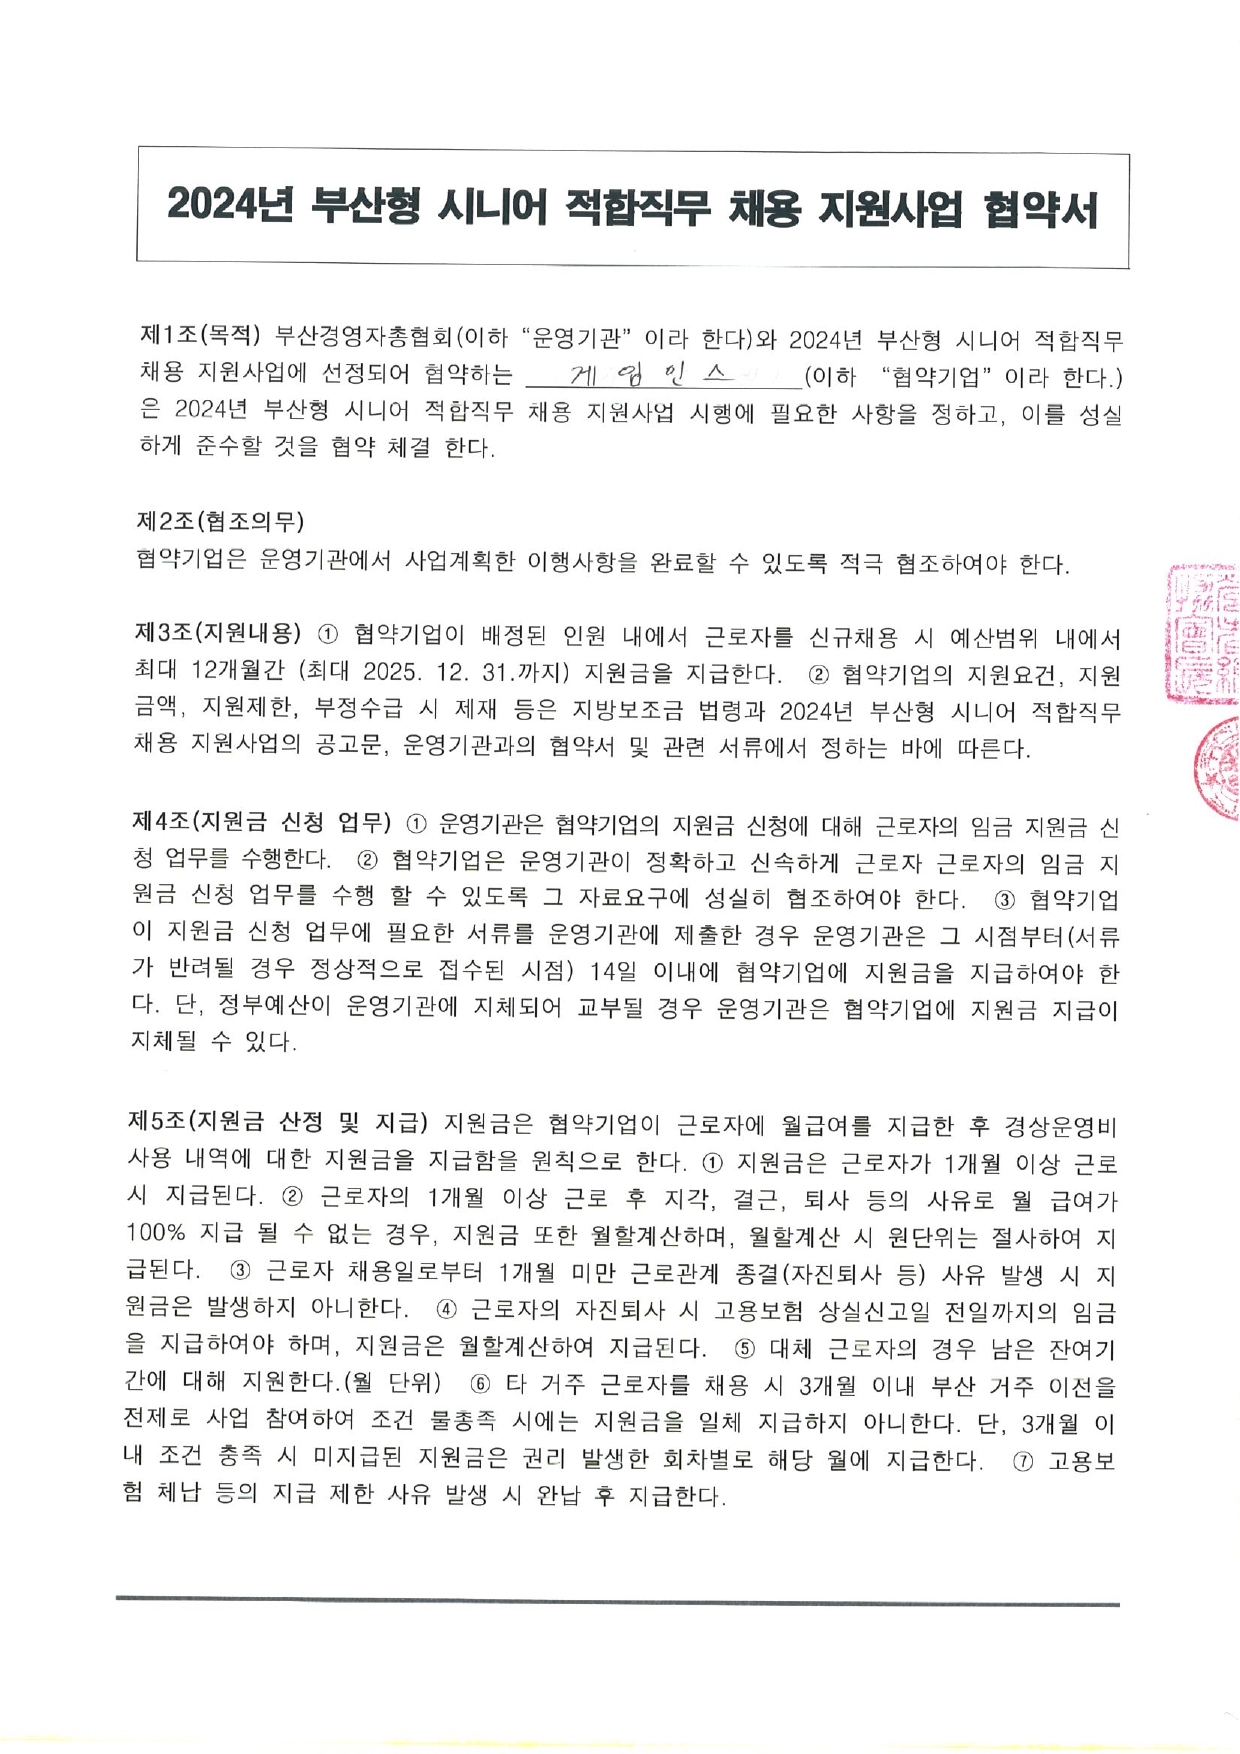 2024년 부산형 시니어 적합직무 채용 지원사업 협약서
제1조(목적) 부산경영자총협회(이하 “운영기관” 이라 한다)와 2024년 부산형 시니어 적합직무
채용 지원사업에 선정되어 협약하는 게임인스 (이하 “협약기업” 이라 한다.)
은 2024년 부산형 시니어 적합직무 채용 지원사업 시행에 필요한 사항을 정하고, 이를 성실
하게 준수할 것을 협약 체결 한다.
제2조(협조의무)
협약기업은 운영기관에서 사업계획한 이행사항을 완료할 수 있도록 적극 협조하여야 한다.
제3조(지원내용) ① 협약기업이 배정된 인원 내에서 근로자를 신규채용 시 예산범위 내에서
최대 12개월간 (최대 2025. 12. 31.까지) 지원금을 지급한다. ② 협약기업의 지원요건, 지원
금액, 지원제한, 부정수급 시 제재 등은 지방보조금 법령과 2024년 부산형 시니어 적합직무
채용 지원사업의 공고문, 운영기관과의 협약서 및 관련 서류에서 정하는 바에 따른다.
제4조(지원금 신청 업무) ① 운영기관은 협약기업의 지원금 신청에 대해 근로자의 임금 지원금 신
청 업무를 수행한다. ② 협약기업은 운영기관이 정확하고 신속하게 근로자 근로자의 임금 지
원금 신청 업무를 수행 할 수 있도록 그 자료요구에 성실히 협조하여야 한다. ③ 협약기업
이 지원금 신청 업무에 필요한 서류를 운영기관에 제출한 경우 운영기관은 그 시점부터(서류
가 반려될 경우 정상적으로 접수된 시점) 14일 이내에 협약기업에 지원금을 지급하여야 한
다. 단, 정부예산이 운영기관에 지체되어 교부될 경우 운영기관은 협약기업에 지원금 지급이
지체될 수 있다.
제5조(지원금 산정 및 지급) 지원금은 협약기업이 근로자에 월급여를 지급한 후 경상운영비
사용 내역에 대한 지원금을 지급함을 원칙으로 한다. ① 지원금은 근로자가 1개월 이상 근로
시 지급된다. ② 근로자의 1개월 이상 근로 후 지각, 결근, 퇴사 등의 사유로 월 급여가
100% 지급 될 수 없는 경우, 지원금 또한 월할계산하며, 월할계산 시 원단위는 절사하여 지
급된다. ③ 근로자 채용일로부터 1개월 미만 근로관계 종결(자진퇴사 등) 사유 발생 시 지
원금은 발생하지 아니한다. ④ 근로자의 자진퇴사 시 고용보험 상실신고일 전일까지의 임금
을 지급하여야 하며, 지원금은 월할계산하여 지급된다. ⑤ 대체 근로자의 경우 남은 잔여기
간에 대해 지원한다.(월 단위) ⑥ 타 거주 근로자를 채용 시 3개월 이내 부산 거주 이전을
전제로 사업 참여하여 조건 불충족 시에는 지원금을 일체 지급하지 아니한다. 단, 3개월 이
내 조건 충족 시 미지급된 지원금은 권리 발생한 회차별로 해당 월에 지급한다. ⑦ 고용보
험 체납 등의 지급 제한 사유 발생 시 완납 후 지급한다.